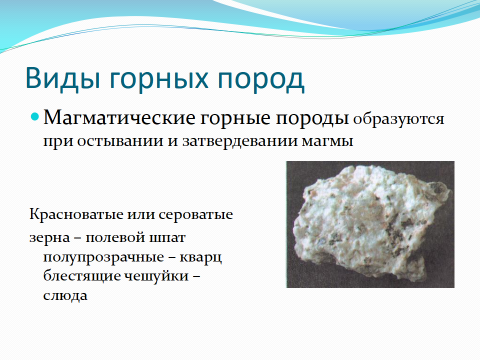 Виды горных пород
Магматические горные породы образуются
при остывании и затвердевании магмы
Красноватые или сероватые
зерна – полевой шпат
полупрозрачные – кварц
блестящие чешуйки –
слюда